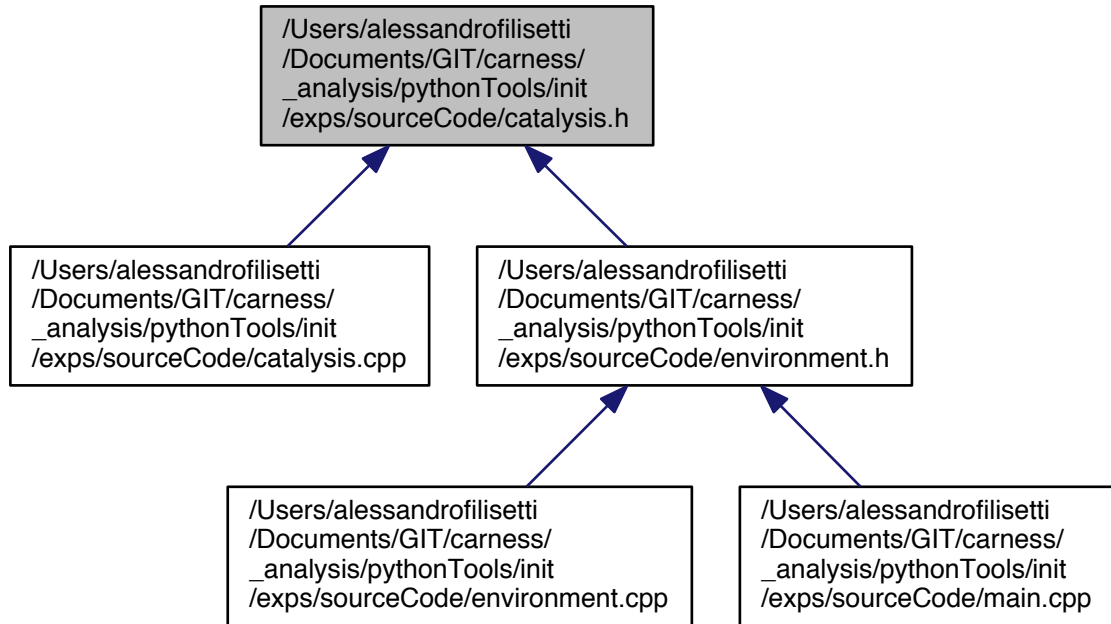 /Users/alessandrofilisetti
/Documents/GIT/carness/
_analysis/pythonTools/init
/exps/sourceCode/catalysis.h
/Users/alessandrofilisetti
/Documents/GIT/carness/
_analysis/pythonTools/init
/exps/sourceCode/catalysis.cpp
/Users/alessandrofilisetti
/Documents/GIT/carness/
_analysis/pythonTools/init
/exps/sourceCode/environment.h
/Users/alessandrofilisetti
/Documents/GIT/carness/
_analysis/pythonTools/init
/exps/sourceCode/environment.cpp
/Users/alessandrofilisetti
/Documents/GIT/carness/
_analysis/pythonTools/init
/exps/sourceCode/main.cpp